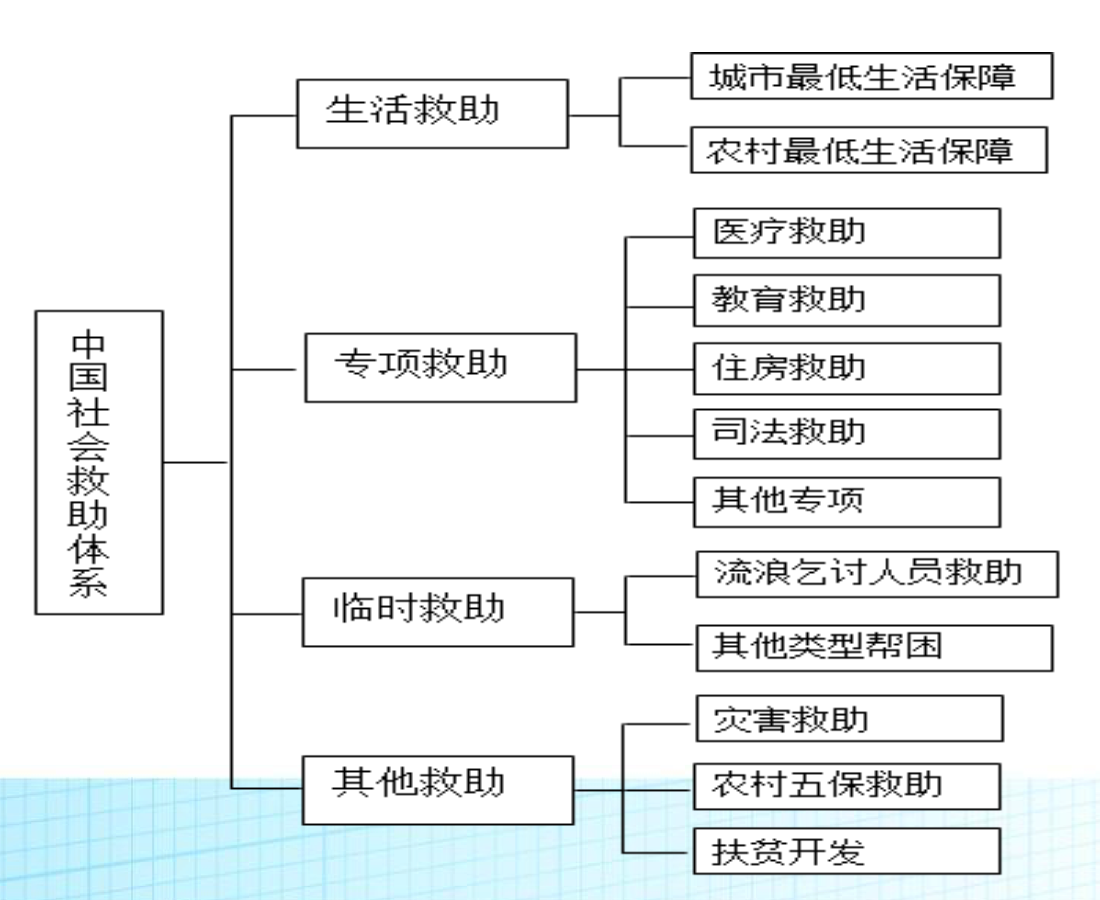 中国社会救助体系
生活救助
城市最低生活保障
农村最低生活保障
专项救助
医疗救助
教育救助
住房救助
司法救助
其他专项
临时救助
流浪乞讨人员救助
其他类型帮困
其他救助
灾害救助
农村五保救助
扶贫开发